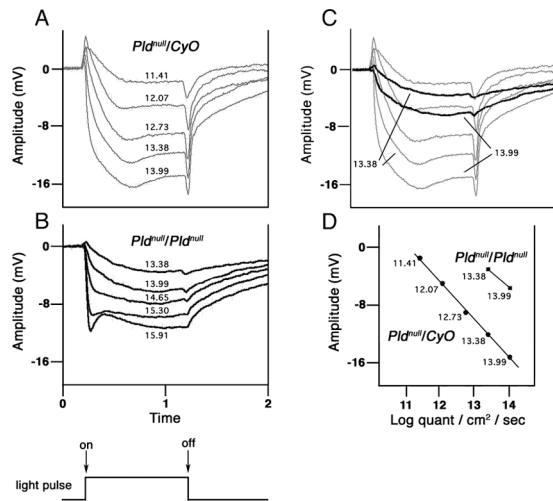 A
Pldnull/CyO
Amplitude (mV)
0
-8
-16
11.41
12.07
12.73
13.38
13.99
B
Pldnull/Pldnull
Amplitude (mV)
0
-8
-16
13.38
13.99
14.65
15.30
15.91
0 1 2
Time
on off
light pulse
C
Amplitude (mV)
0
-8
-16
13.38
13.99
D
Amplitude (mV)
0
-8
-16
Pldnull/Pldnull
11.41
13.38
12.07
13.99
12.73
Pldnull/CyO
13.38
13.99
11 12 13 14
Log quant / cm2 / sec